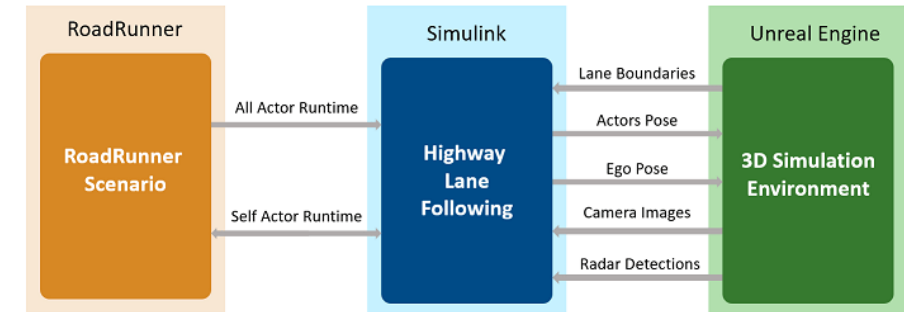 RoadRunner
Simulink
Unreal Engine
RoadRunner
Scenario
All Actor Runtime
Self Actor Runtime
Highway
Lane
Following
Lane Boundaries
Actors Pose
Ego Pose
Camera Images
Radar Detections
3D Simulation
Environment